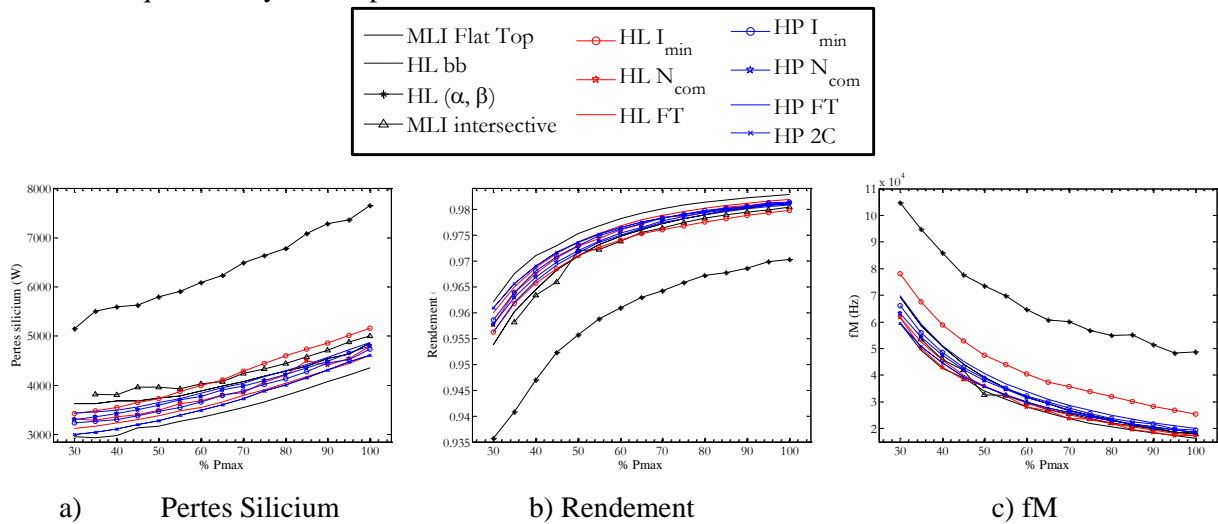 MLI Flat Top
HL bb
HL (α, β)
MLI intersective
HL I_min
HL N_com
HL FT
HP I_min
HP N_com
HP FT
HP 2C
8000
7000
6000
5000
4000
3000
Pertes silicium (W)
30 40 50 60 70 80 90 100
% Pmax
a) Pertes Silicium
0.98
0.975
0.97
0.965
0.96
0.955
0.95
0.945
0.94
0.935
Rendement (
30 40 50 60 70 80 90 100
% Pmax
b) Rendement
x 10^4
11
10
9
8
7
6
5
4
3
2
fM (Hz)
30 40 50 60 70 80 90 100
% Pmax
c) fM